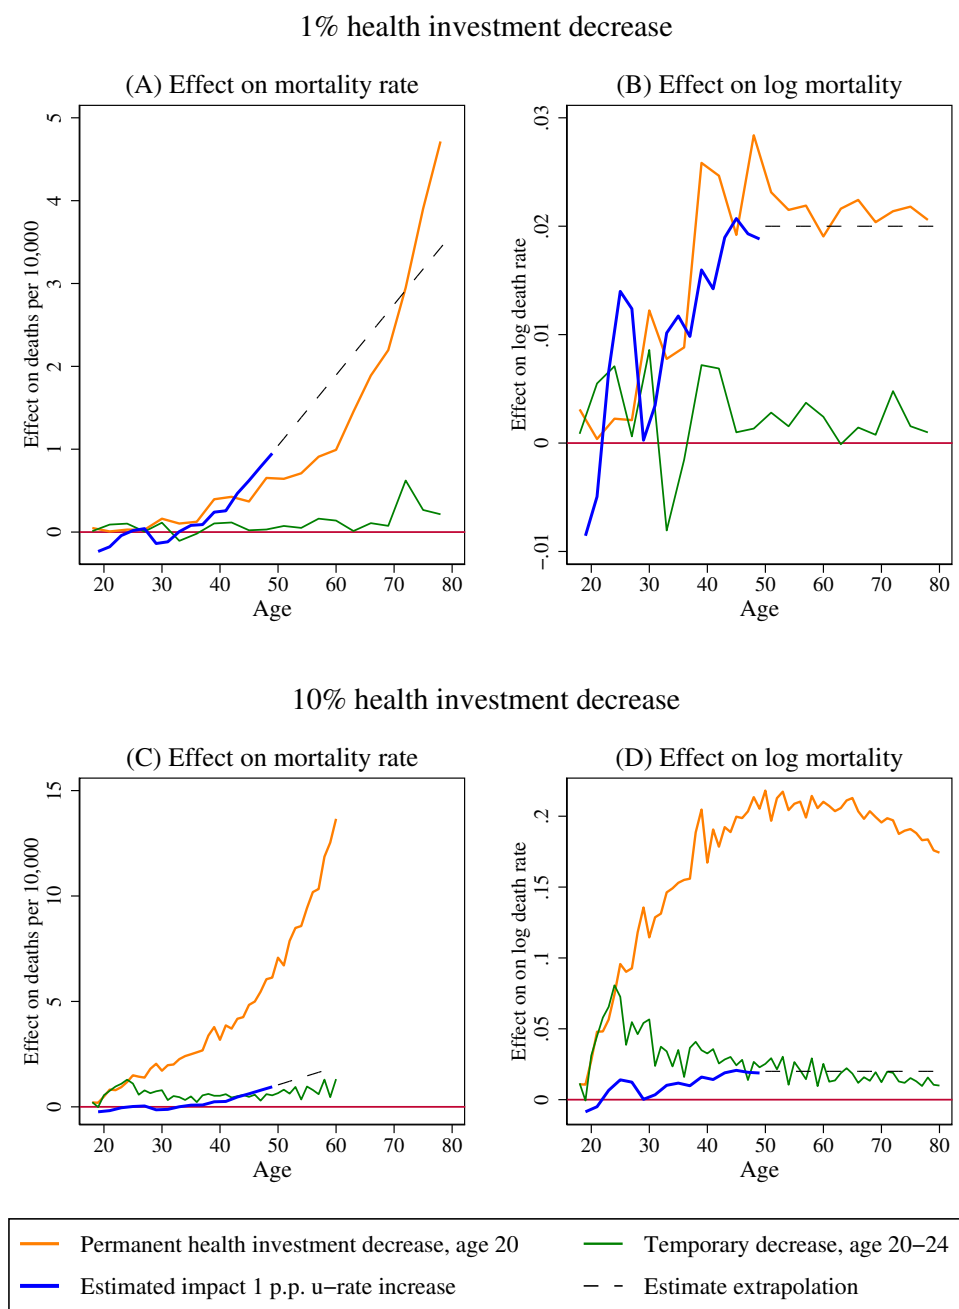 1% health investment decrease
(A) Effect on mortality rate
Effect on deaths per 10,000
5
4
3
2
1
0
20 30 40 50 60 70 80
Age
(B) Effect on log mortality
Effect on log death rate
.03
.02
.01
0
−.01
20 30 40 50 60 70 80
Age
10% health investment decrease
(C) Effect on mortality rate
Effect on deaths per 10,000
15
10
5
0
20 30 40 50 60 70 80
Age
(D) Effect on log mortality
Effect on on log death rate
.2
.15
.1
.05
0
20 30 40 50 60 70 80
Age
Permanent health investment decrease, age 20
Temporary decrease, age 20−24
Estimated impact 1 p.p. u−rate increase
Estimate extrapolation